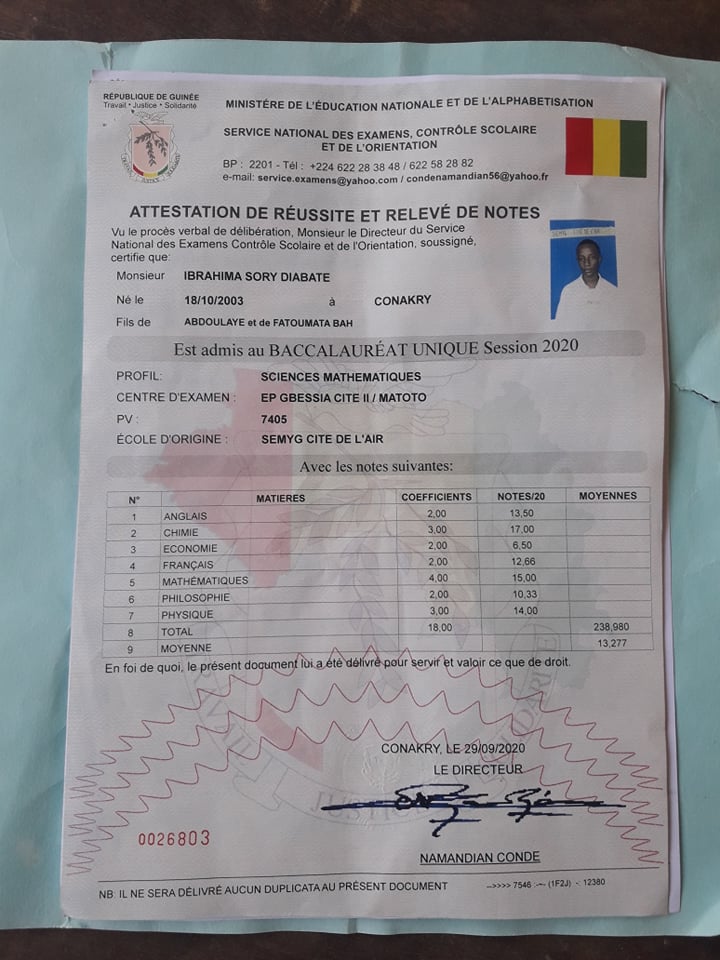 RÉPUBLIQUE DE GUINÉE
Travail • Justice • Solidarité
MINISTÈRE DE L'ÉDUCATION NATIONALE ET DE L'ALPHABETISATION
SERVICE NATIONAL DES EXAMENS, CONTRÔLE SCOLAIRE
ET DE L'ORIENTATION
BP : 2201 - Tél : +224 622 28 38 48 / 622 58 28 82
e-mail: service.examens@yahoo.com / condenamandian56@yahoo.fr
ATTESTATION DE RÉUSSITE ET RELEVÉ DE NOTES
Vu le procès verbal de délibération, Monsieur le Directeur du Service
National des Examens Contrôle Scolaire et de l'Orientation, soussigné,
certifie que:
Monsieur IBRAHIMA SORY DIABATE
Né le 18/10/2003 à CONAKRY
Fils de ABDOULAYE et de FATOUMATA BAH
Est admis au BACCALAURÉAT UNIQUE Session 2020
PROFIL: SCIENCES MATHEMATIQUES
CENTRE D'EXAMEN : EP GBESSIA CITE II / MATOTO
PV : 7405
ÉCOLE D'ORIGINE : SEMYG CITE DE L'AIR
Avec les notes suivantes:
N° MATIERES COEFFICIENTS NOTES/20 MOYENNES
1 ANGLAIS 2,00 13,50
2 CHIMIE 3,00 17,00
3 ECONOMIE 2,00 6,50
4 FRANÇAIS 2,00 12,66
5 MATHÉMATIQUES 4,00 15,00
6 PHILOSOPHIE 2,00 10,33
7 PHYSIQUE 3,00 14,00
8 TOTAL 18,00 238,980
9 MOYENNE 13,277
En foi de quoi, le présent document lui a été délivré pour servir et valoir ce que de droit.
TRAVAIL JUSTICE SOLIDARITÉ
CONAKRY, LE 29/09/2020
LE DIRECTEUR
0026803
NAMANDIAN CONDE
NB: IL NE SERA DÉLIVRÉ AUCUN DUPLICATA AU PRÉSENT DOCUMENT -->>>> 7546 :-~- (1F2J) -: 12380